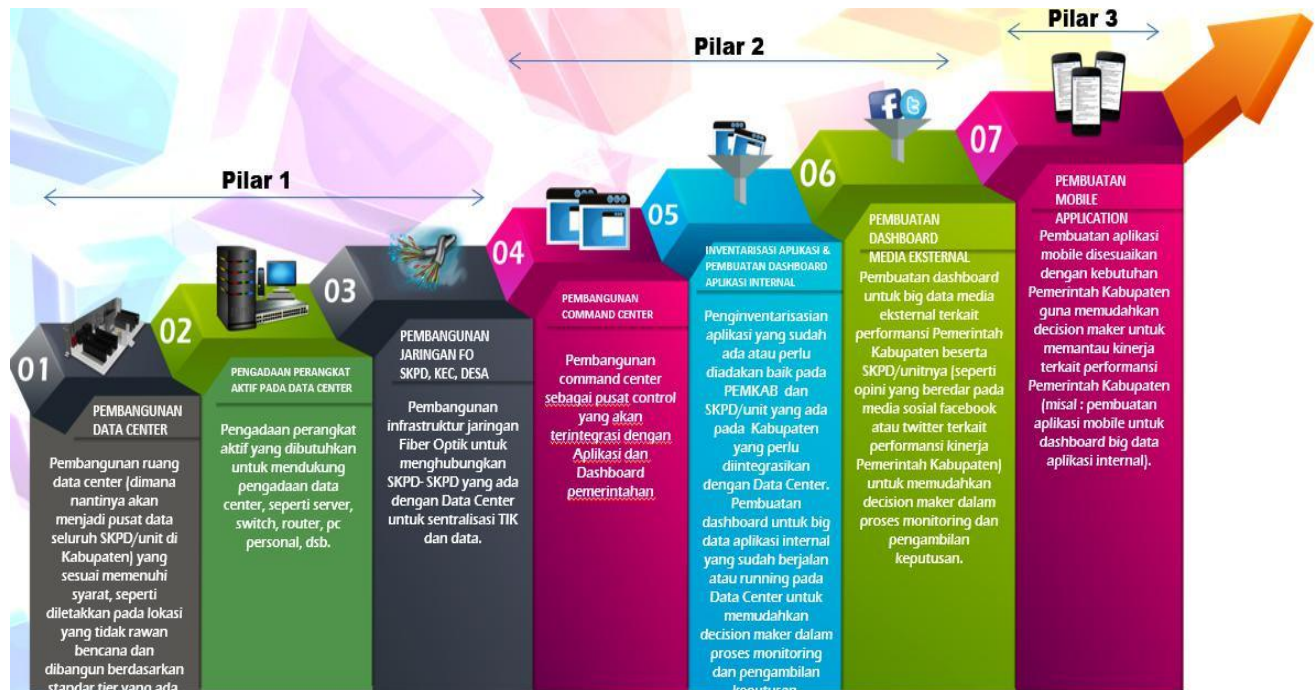 Pilar 1
Pilar 2
Pilar 3
01
PEMBANGUNAN
DATA CENTER
Pembangunan ruang
data center (dimana
nantinya akan
menjadi pusat data
seluruh SKPD/unit di
Kabupaten) yang
sesuai memenuhi
syarat, seperti
diletakkan pada lokasi
yang tidak rawan
bencana dan
dibangun berdasarkan
standar tier yang ada.
02
PENGADAAN PERANGKAT
AKTIF PADA DATA CENTER
Pengadaan perangkat
aktif yang dibutuhkan
untuk mendukung
pengadaan data
center, seperti server,
switch, router, pc
personal, dsb.
03
PEMBANGUNAN
JARINGAN FO
SKPD, KEC, DESA
Pembangunan
infrastruktur jaringan
Fiber Optik untuk
menghubungkan
SKPD- SKPD yang ada
dengan Data Center
untuk sentralisasi TIK
dan data.
04
PEMBANGUNAN
COMMAND CENTER
Pembangunan
command center
sebagai pusat control
yang akan
terintegrasi dengan
Aplikasi dan
Dashboard
pemerintahan
05
INVENTARISASI APLIKASI &
PEMBUATAN DASHBOARD
APLIKASI INTERNAL
Penginventarisasian
aplikasi yang sudah
ada atau perlu
diadakan baik pada
PEMKAB dan
SKPD/unit yang ada
pada Kabupaten
yang perlu
diintegrasikan
dengan Data Center.
Pembuatan
dashboard untuk big
data aplikasi internal
yang sudah berjalan
atau running pada
Data Center untuk
memudahkan
decision maker dalam
proses monitoring
dan pengambilan
keputusan.
06
PEMBUATAN
DASHBOARD
MEDIA EKSTERNAL
Pembuatan dashboard
untuk big data media
eksternal terkait
performansi Pemerintah
Kabupaten beserta
SKPD/unitnya (seperti
opini yang beredar pada
media sosial facebook
atau twitter terkait
performansi kinerja
Pemerintah Kabupaten)
untuk memudahkan
decision maker dalam
proses monitoring dan
pengambilan
keputusan.
07
PEMBUATAN
MOBILE
APPLICATION
Pembuatan aplikasi
mobile disesuaikan
dengan kebutuhan
Pemerintah Kabupaten
guna memudahkan
decision maker untuk
memantau kinerja
terkait performansi
Pemerintah Kabupaten
(misal : pembuatan
aplikasi mobile untuk
dashboard big data
aplikasi internal).